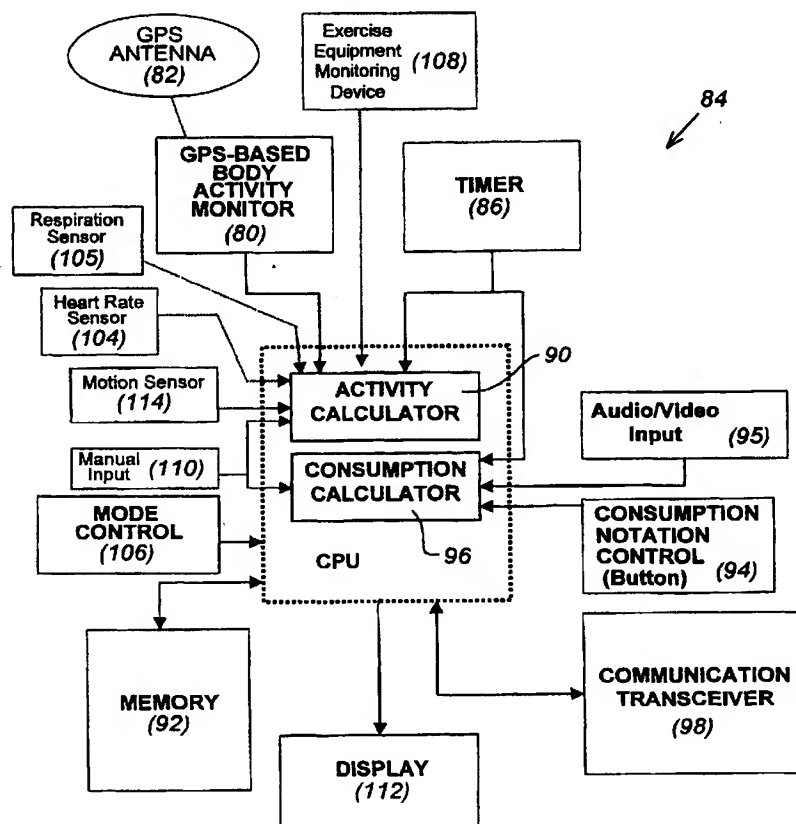 GPS
ANTENNA
(82)
Exercise
Equipment
Monitoring
Device
(108)
84
GPS-BASED
BODY
ACTIVITY
MONITOR
(80)
TIMER
(86)
Respiration
Sensor
(105)
Heart Rate
Sensor
(104)
Motion Sensor
(114)
Manual
Input
(110)
MODE
CONTROL
(106)
ACTIVITY
CALCULATOR
90
CONSUMPTION
CALCULATOR
96
CPU
Audio/Video
Input
(95)
CONSUMPTION
NOTATION
CONTROL
(Button)
(94)
MEMORY
(92)
DISPLAY
(112)
COMMUNICATION
TRANSCEIVER
(98)